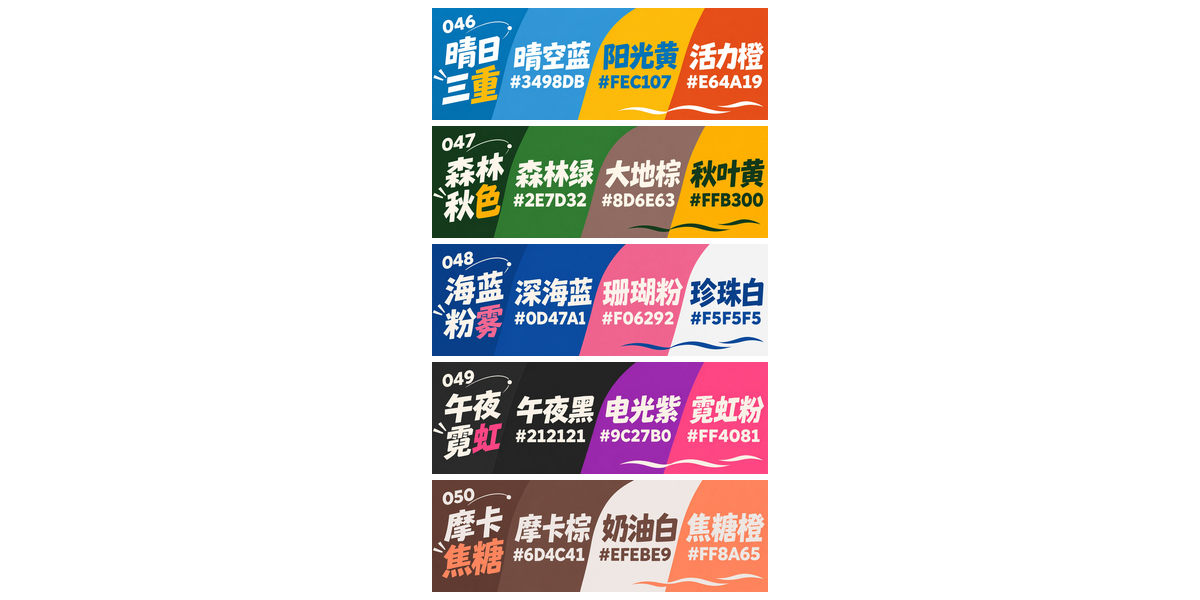 046
晴日
三重
晴空蓝
#3498DB
阳光黄
#FEC107
活力橙
#E64A19
047
森林
秋色
森林绿
#2E7D32
大地棕
#8D6E63
秋叶黄
#FFB300
048
海蓝
粉雾
深海蓝
#0D47A1
珊瑚粉
#F06292
珍珠白
#F5F5F5
049
午夜
霓虹
午夜黑
#212121
电光紫
#9C27B0
霓虹粉
#FF4081
050
摩卡
焦糖
摩卡棕
#6D4C41
奶油白
#EFEBE9
焦糖橙
#FF8A65